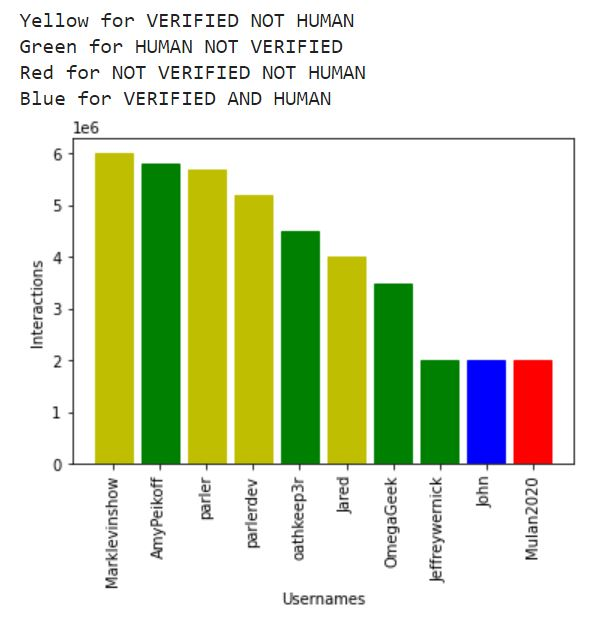 Yellow for VERIFIED NOT HUMAN
Green for HUMAN NOT VERIFIED
Red for NOT VERIFIED NOT HUMAN
Blue for VERIFIED AND HUMAN
1e6
6
5
4
3
2
1
0
Interactions
Marklevinshow
AmyPeikoff
parler
parlerdev
oathkeep3r
Jared
OmegaGeek
Jeffreywernick
John
Mulan2020
Usernames